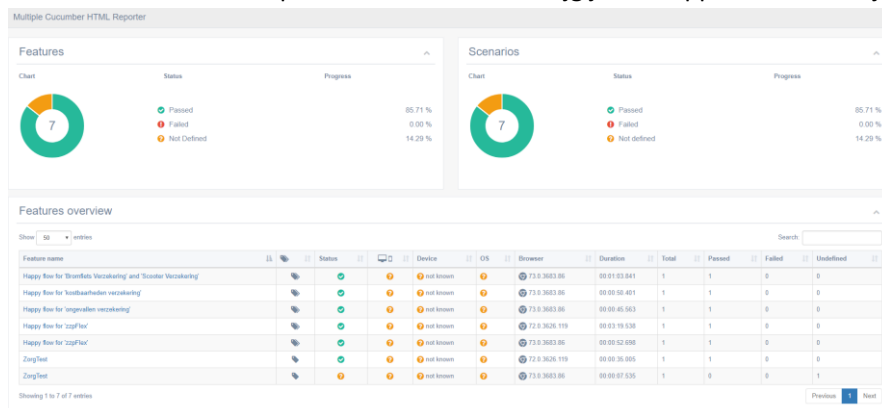 Multiple Cucumber HTML Reporter
Features
Scenarios
Chart Status Progress
Chart Status Progress
7
Passed 85.71 %
Failed 0.00 %
Not Defined 14.29 %
7
Passed 85.71 %
Failed 0.00 %
Not defined 14.29 %
Features overview
Show 50 entries
Search:
Feature name Status Device OS Browser Duration Total Passed Failed Undefined
Happy flow for 'Bromfiets Verzekering' and 'Scooter Verzekering' not known 73.0.3683.86 00:01:03.841 1 1 0 0
Happy flow for 'kostbaarheden verzekering' not known 73.0.3683.86 00:00:50.401 1 1 0 0
Happy flow for 'ongevallen verzekering' not known 73.0.3683.86 00:00:45.563 1 1 0 0
Happy flow for 'zzpFlex' not known 72.0.3626.119 00:03:19.538 1 1 0 0
Happy flow for 'zzpFlex' not known 73.0.3683.86 00:00:52.698 1 1 0 0
ZorgTest not known 72.0.3626.119 00:00:35.005 1 1 0 0
ZorgTest not known 73.0.3683.86 00:00:07.535 1 0 0 1
Showing 1 to 7 of 7 entries
Previous 1 Next